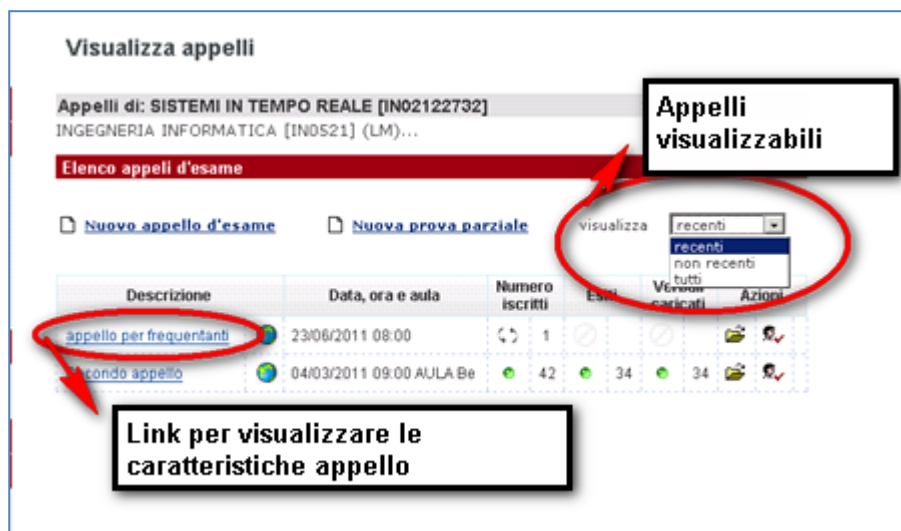 Visualizza appelli
Appelli di: SISTEMI IN TEMPO REALE [IN02122732]
INGEGNERIA INFORMATICA [IN0521] (LM)...
Appelli
visualizzabili
Elenco appeli d'esame
Nuovo appello d'esame Nuova prova parziale visualizza recenti
recenti
non recenti
tutti
Descrizione Data, ora e aula Numero iscritti caricati Azioni
appello per frequentanti 23/06/2011 08:00 1
secondo appello 04/03/2011 09:00 AULA Be 42 34 34
Link per visualizzare le
caratteristiche appello